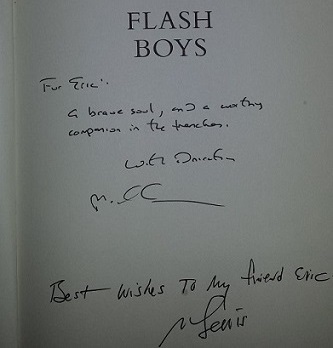 FLASH
BOYS
For Eric:
a brave soul, and a worthy
companion in the trenches.
With
Best Wishes To My friend Eric
Lewis